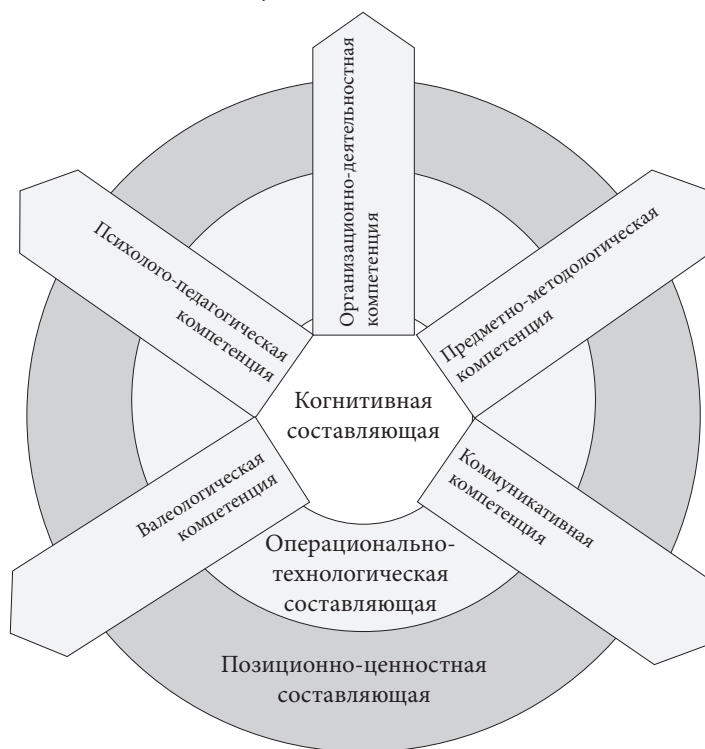 Организационно-деятельностная
компетенция
Психолого-педагогическая
компетенция
Предметно-методологическая
компетенция
Когнитивная
составляющая
Валеологическая
компетенция
Коммуникативная
компетенция
Операционально-
технологическая
составляющая
Позиционно-ценностная
составляющая